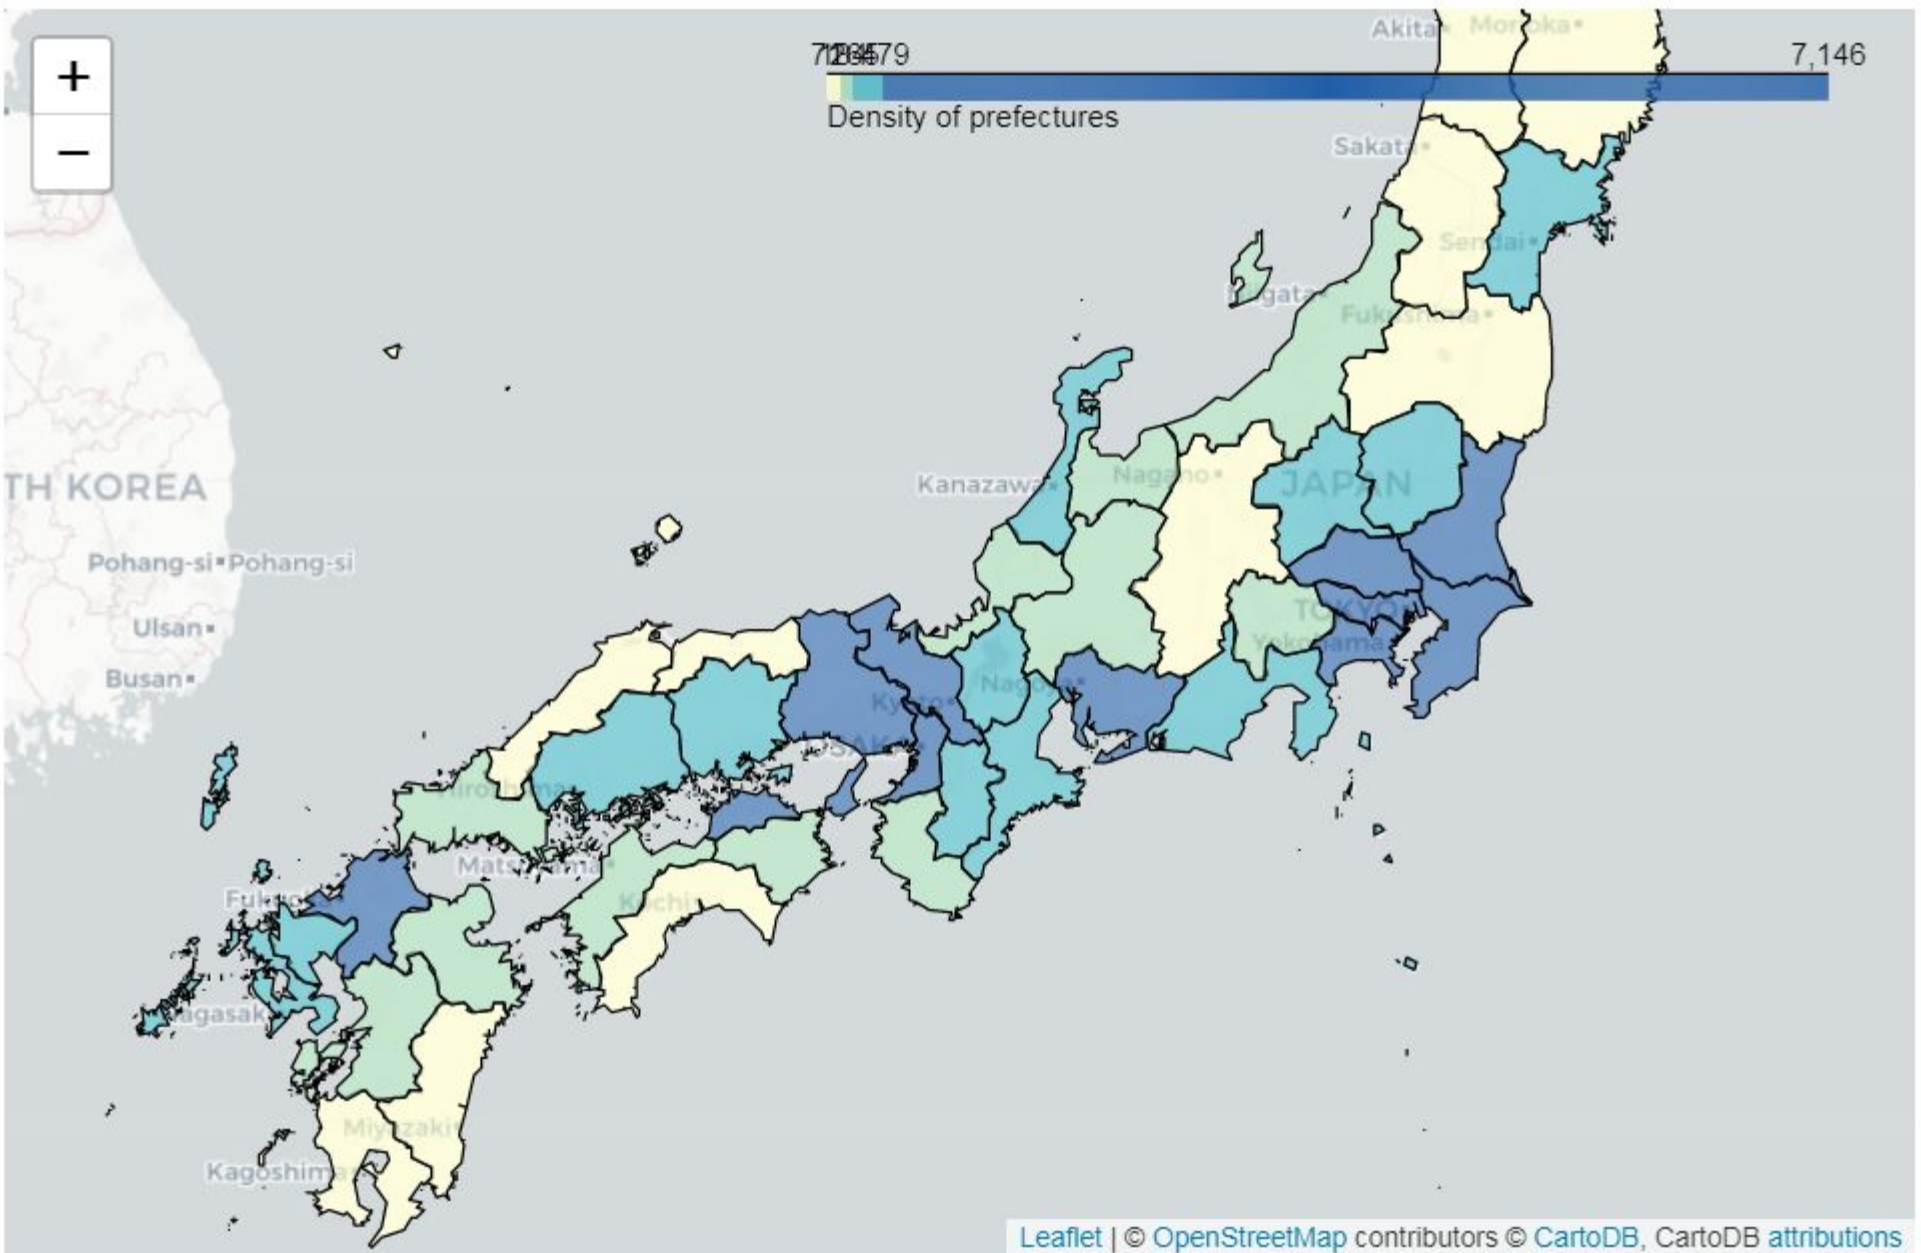 +
−
7,146
Density of prefectures
Akita
Morioka
Sakata
Sendai
Niigata
Fukushima
TH KOREA
Kanazawa
Nagano
JAPAN
Pohang-si Pohang-si
TOKYO
Ulsan
Yokohama
Busan
Nagoya
Kyoto
OSAKA
Hiroshima
Matsuyama
Fukuoka
Kochi
Nagasaki
Miyazaki
Kagoshima
Leaflet | © OpenStreetMap contributors © CartoDB, CartoDB attributions